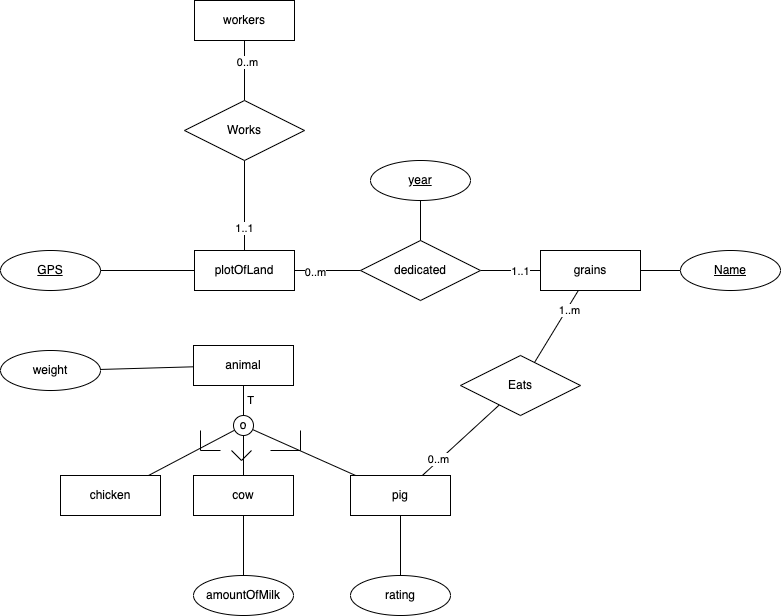 workers
0..m
Works
year
1..1
GPS
plotOfLand
0..m
dedicated
1..1
grains
Name
1..m
weight
animal
Eats
T
o
0..m
chicken
cow
pig
amountOfMilk
rating